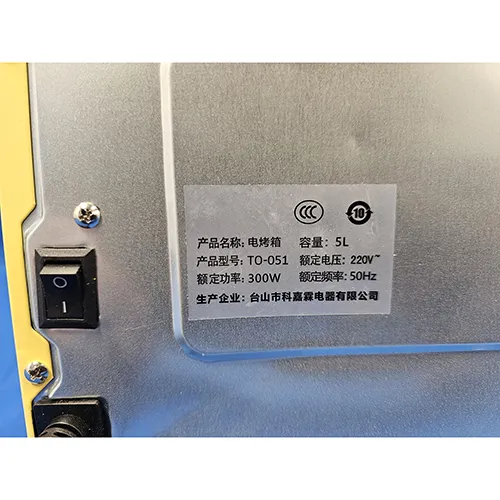 CCC 10
产品名称: 电烤箱 容量: 5L
产品型号: TO-051 额定电压: 220V~
额定功率: 300W 额定频率: 50Hz
生产企业: 台山市科嘉霖电器有限公司
O
I